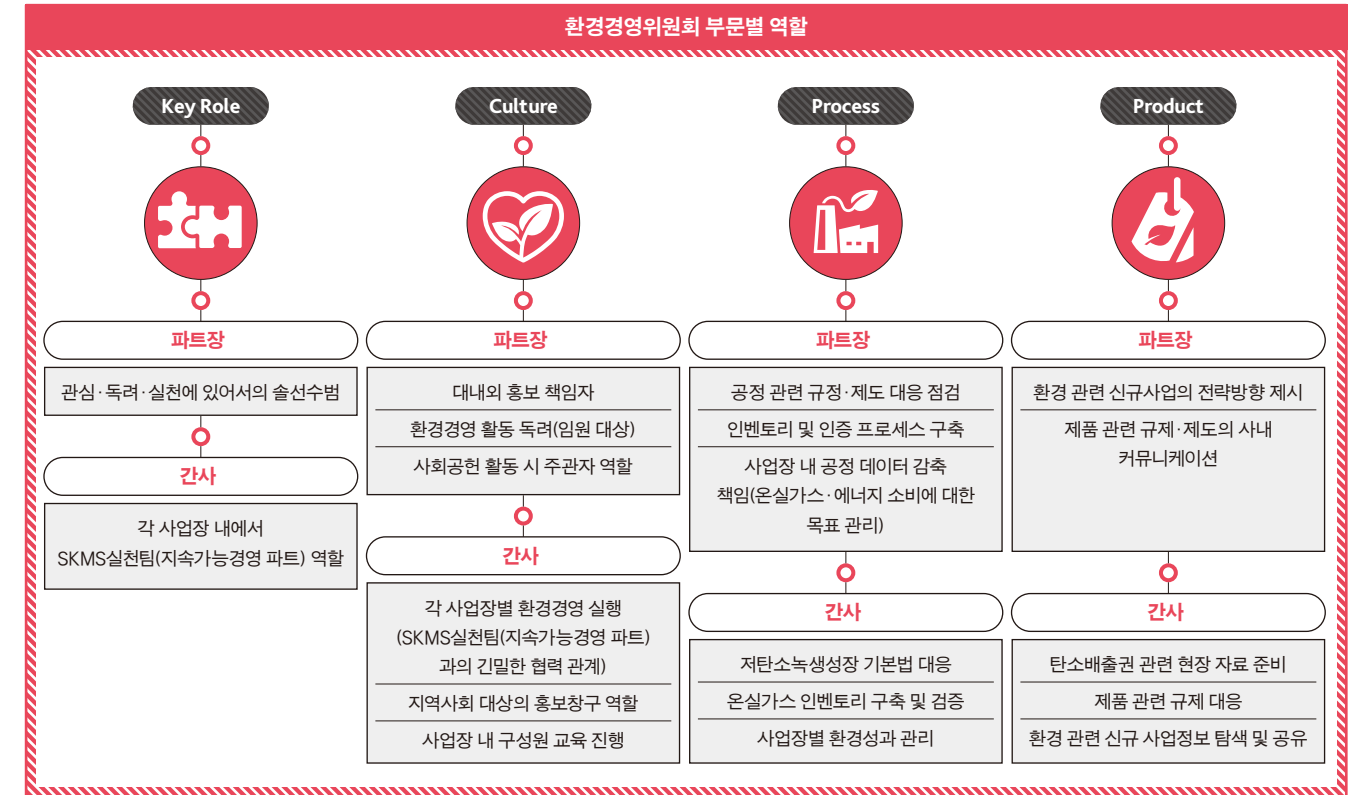 환경경영위원회 부문별 역할
Key Role
파트장
관심·독려·실천에 있어서의 솔선수범
간사
각 사업장 내에서
SKMS실천팀(지속가능경영 파트) 역할
Culture
파트장
대내외 홍보 책임자
환경경영 활동 독려(임원 대상)
사회공헌 활동 시 주관자 역할
간사
각 사업장별 환경경영 실행
(SKMS실천팀(지속가능경영 파트)
과의 긴밀한 협력 관계)
지역사회 대상의 홍보창구 역할
사업장 내 구성원 교육 진행
Process
파트장
공정 관련 규정·제도 대응 점검
인벤토리 및 인증 프로세스 구축
사업장 내 공정 데이터 감축
책임(온실가스·에너지 소비에 대한
목표 관리)
간사
저탄소녹생성장 기본법 대응
온실가스 인벤토리 구축 및 검증
사업장별 환경성과 관리
Product
파트장
환경 관련 신규사업의 전략방향 제시
제품 관련 규제·제도의 사내
커뮤니케이션
간사
탄소배출권 관련 현장 자료 준비
제품 관련 규제 대응
환경 관련 신규 사업정보 탐색 및 공유